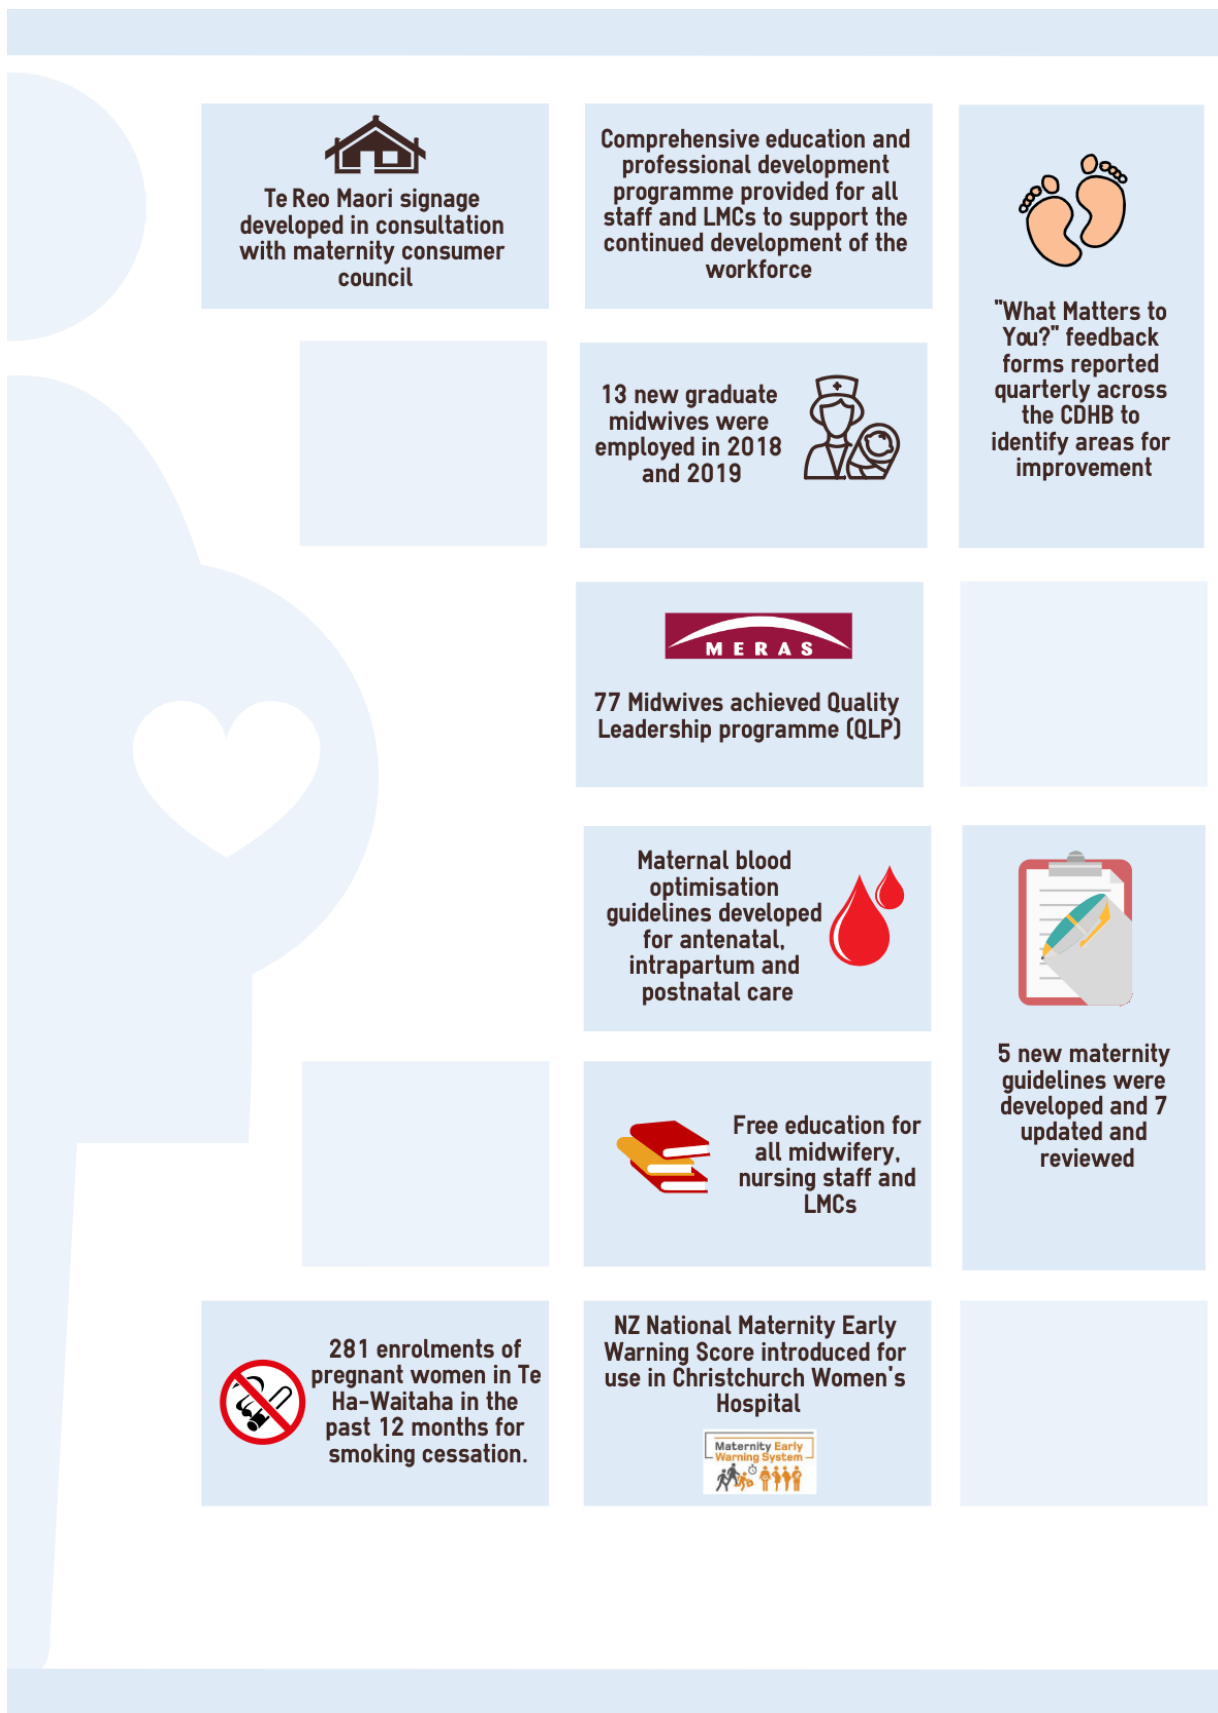 Te Reo Maori signage
developed in consultation
with maternity consumer
council
Comprehensive education and
professional development
programme provided for all
staff and LMCs to support the
continued development of the
workforce
"What Matters to
You?" feedback
forms reported
quarterly across
the CDHB to
identify areas for
improvement
13 new graduate
midwives were
employed in 2018
and 2019
MERAS
77 Midwives achieved Quality
Leadership programme (QLP)
Maternal blood
optimisation
guidelines developed
for antenatal,
intrapartum and
postnatal care
5 new maternity
guidelines were
developed and 7
updated and
reviewed
Free education for
all midwifery,
nursing staff and
LMCs
281 enrolments of
pregnant women in Te
Ha-Waitaha in the
past 12 months for
smoking cessation.
NZ National Maternity Early
Warning Score introduced for
use in Christchurch Women's
Hospital
Maternity Early
Warning System